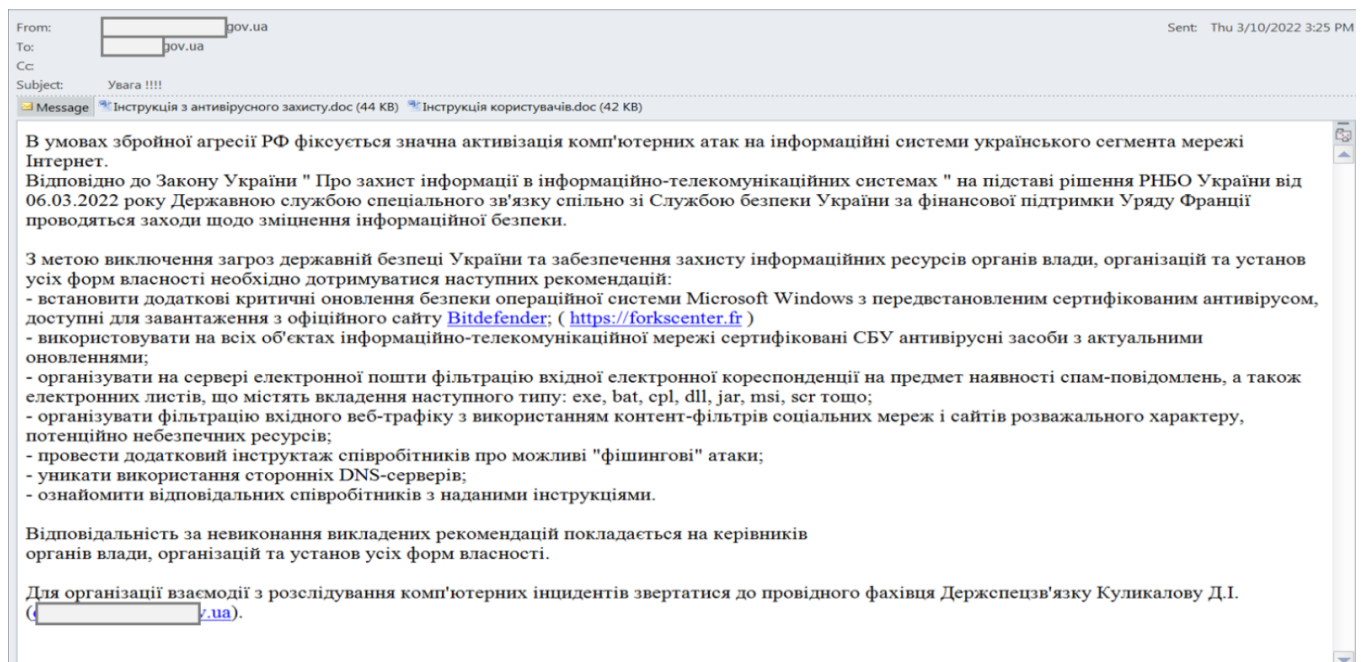 From: gov.ua
Sent: Thu 3/10/2022 3:25 PM
To: gov.ua
Cc:
Subject: Увага !!!!
Message Інструкція з антивірусного захисту.doc (44 KB) Інструкція користувачів.doc (42 KB)
В умовах збройної агресії РФ фіксується значна активізація комп'ютерних атак на інформаційні системи українського сегмента мережі
Інтернет.
Відповідно до Закону України " Про захист інформації в інформаційно-телекомунікаційних системах " на підставі рішення РНБО України від
06.03.2022 року Державною службою спеціального зв'язку спільно зі Службою безпеки України за фінансової підтримки Уряду Франції
проводяться заходи щодо зміцнення інформаційної безпеки.
З метою виключення загроз державній безпеці України та забезпечення захисту інформаційних ресурсів органів влади, організацій та установ
усіх форм власності необхідно дотримуватися наступних рекомендацій:
- встановити додаткові критичні оновлення безпеки операційної системи Microsoft Windows з передвстановленим сертифікованим антивірусом,
доступні для завантаження з офіційного сайту Bitdefender; ( https://forkscenter.fr )
- використовувати на всіх об'єктах інформаційно-телекомунікаційної мережі сертифіковані СБУ антивірусні засоби з актуальними
оновленнями;
- організувати на сервері електронної пошти фільтрацію вхідної електронної кореспонденції на предмет наявності спам-повідомлень, а також
електронних листів, що містять вкладення наступного типу: exe, bat, cpl, dll, jar, msi, scr тощо;
- організувати фільтрацію вхідного веб-трафіку з використанням контент-фільтрів соціальних мереж і сайтів розважального характеру,
потенційно небезпечних ресурсів;
- провести додатковий інструктаж співробітників про можливі "фішингові" атаки;
- уникати використання сторонніх DNS-серверів;
- ознайомити відповідальних співробітників з наданими інструкціями.
Відповідальність за невиконання викладених рекомендацій покладається на керівників
органів влади, організацій та установ усіх форм власності.
Для організації взаємодії з розслідування комп'ютерних інцидентів звертатися до провідного фахівця Держспецзв'язку Куликалову Д.І.
( .ua).